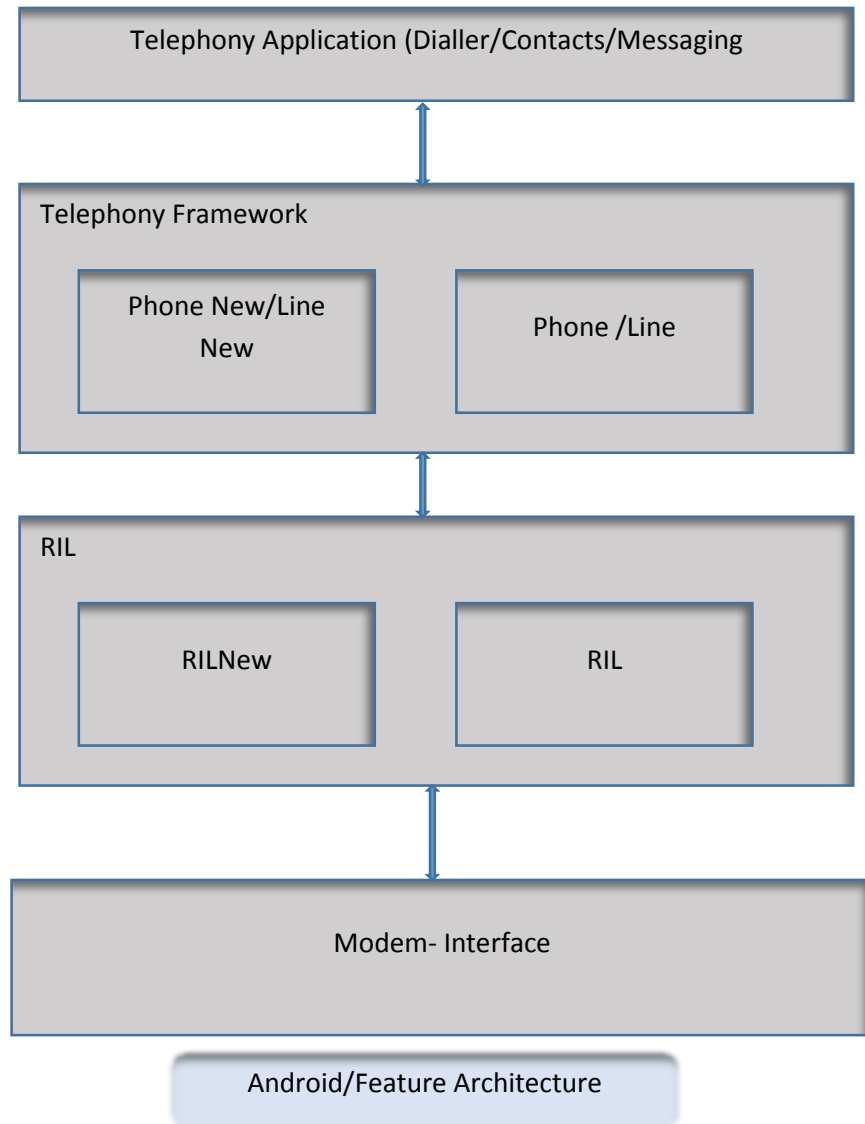 Telephony Application (Dialler/Contacts/Messaging
Telephony Framework
Phone New/Line
New
Phone /Line
RIL
RILNew
RIL
Modem- Interface
Android/Feature Architecture